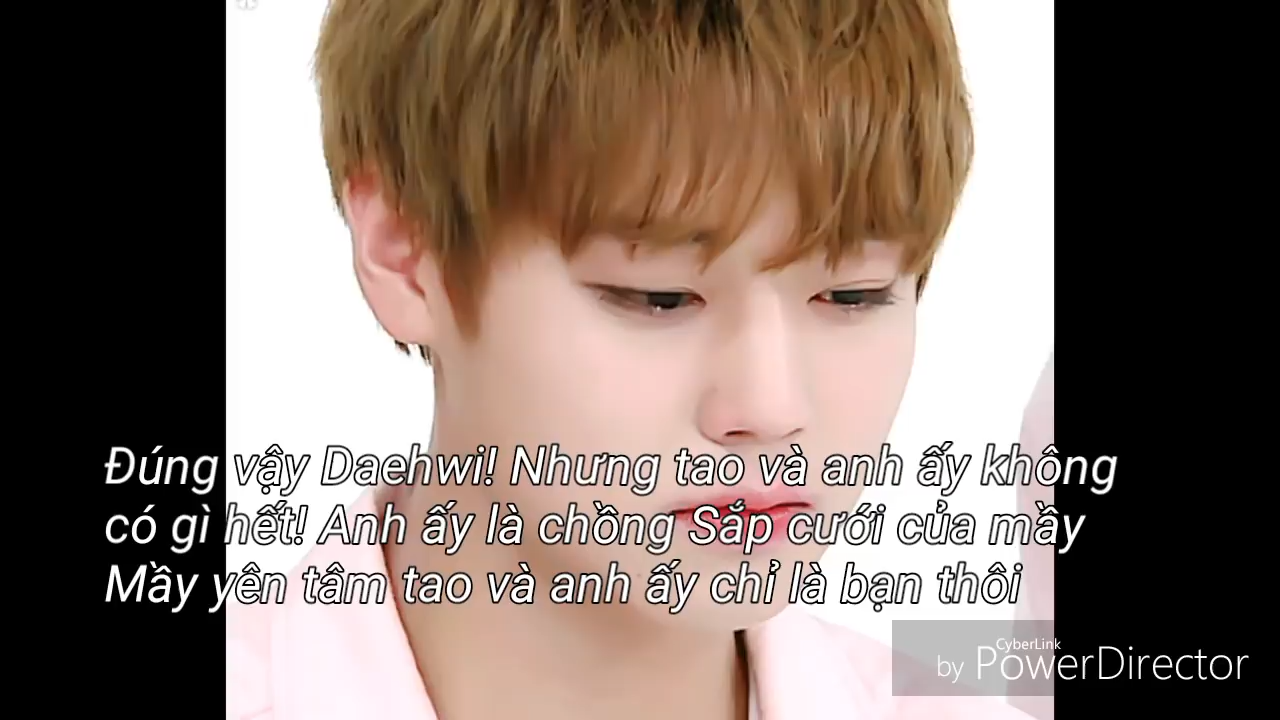 Đúng vậy Daehwi! Nhưng tao và anh ấy không
có gì hết! Anh ấy là chồng Sắp cưới của mầy
Mầy yên tâm tao và anh ấy chỉ là bạn thôi
CyberLink
by PowerDirector